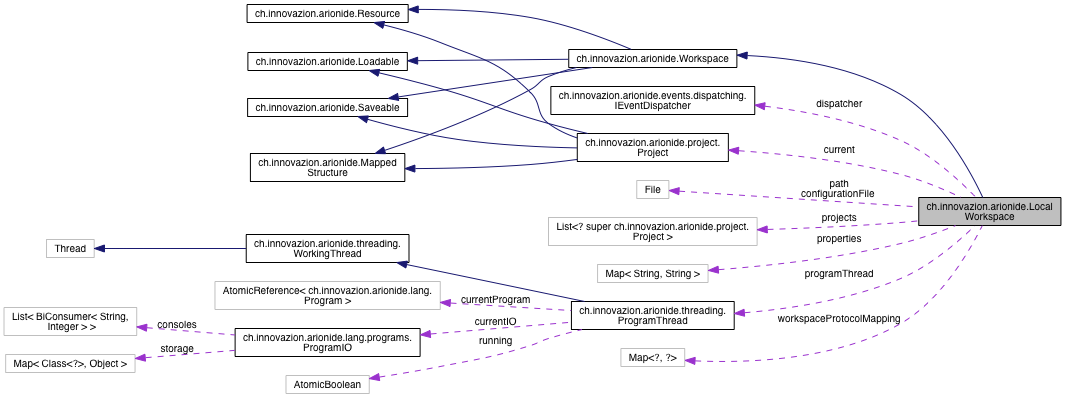 ch.innovazion.arionide.Resource
ch.innovazion.arionide.Loadable
ch.innovazion.arionide.Workspace
ch.innovazion.arionide.Saveable
ch.innovazion.arionide.events.dispatching.
IEventDispatcher
dispatcher
ch.innovazion.arionide.project.
Project
current
ch.innovazion.arionide.Mapped
Structure
File
path
configurationFile
ch.innovazion.arionide.Local
Workspace
List<? super ch.innovazion.arionide.project.
Project >
projects
properties
Thread
ch.innovazion.arionide.threading.
WorkingThread
Map< String, String >
programThread
AtomicReference< ch.innovazion.arionide.lang.
Program >
currentProgram
ch.innovazion.arionide.threading.
ProgramThread
workspaceProtocolMapping
List< BiConsumer< String,
Integer > >
consoles
currentIO
ch.innovazion.arionide.lang.programs.
ProgramIO
running
storage
Map< Class<?>, Object >
Map<?, ?>
AtomicBoolean